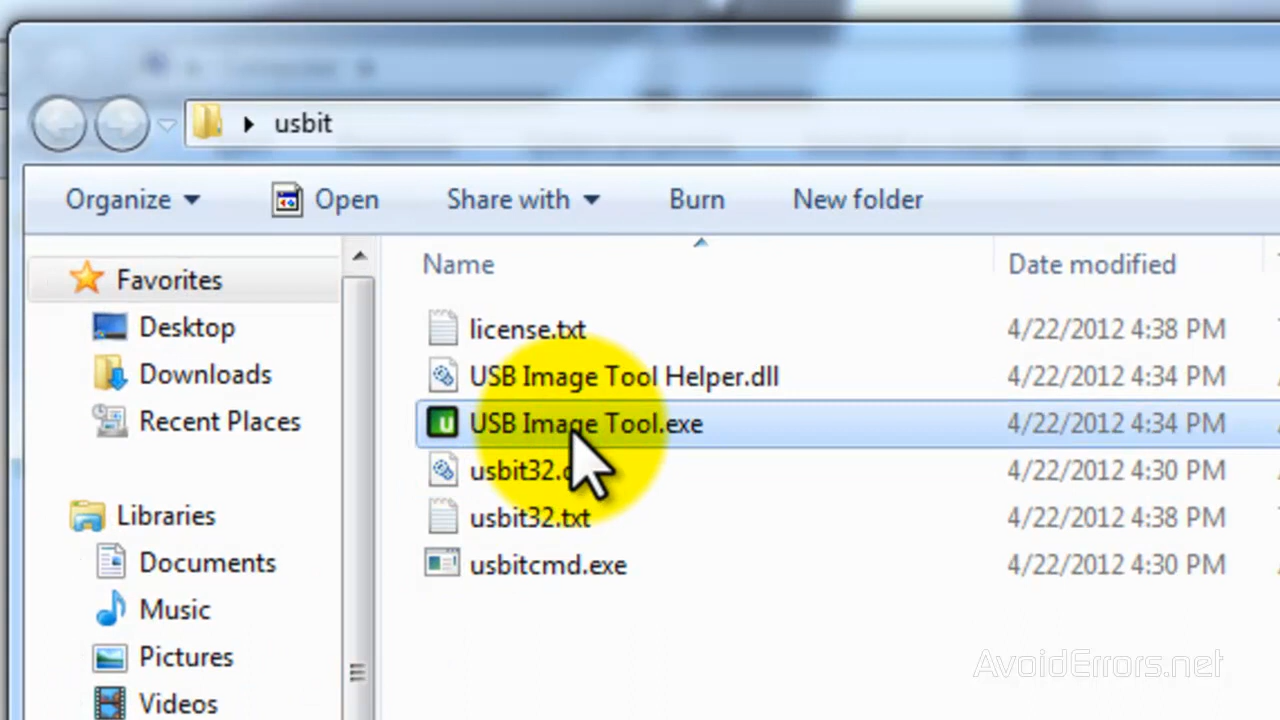 usbit
Organize Open Share with Burn New folder
Name Date modified
Favorites
Desktop
Downloads
Recent Places
Libraries
Documents
Music
Pictures
Videos
license.txt 4/22/2012 4:38 PM
USB Image Tool Helper.dll 4/22/2012 4:34 PM
USB Image Tool.exe 4/22/2012 4:34 PM
usbit32. 4/22/2012 4:30 PM
usbit32.txt 4/22/2012 4:38 PM
usbitcmd.exe 4/22/2012 4:30 PM
AvoidErrors.net